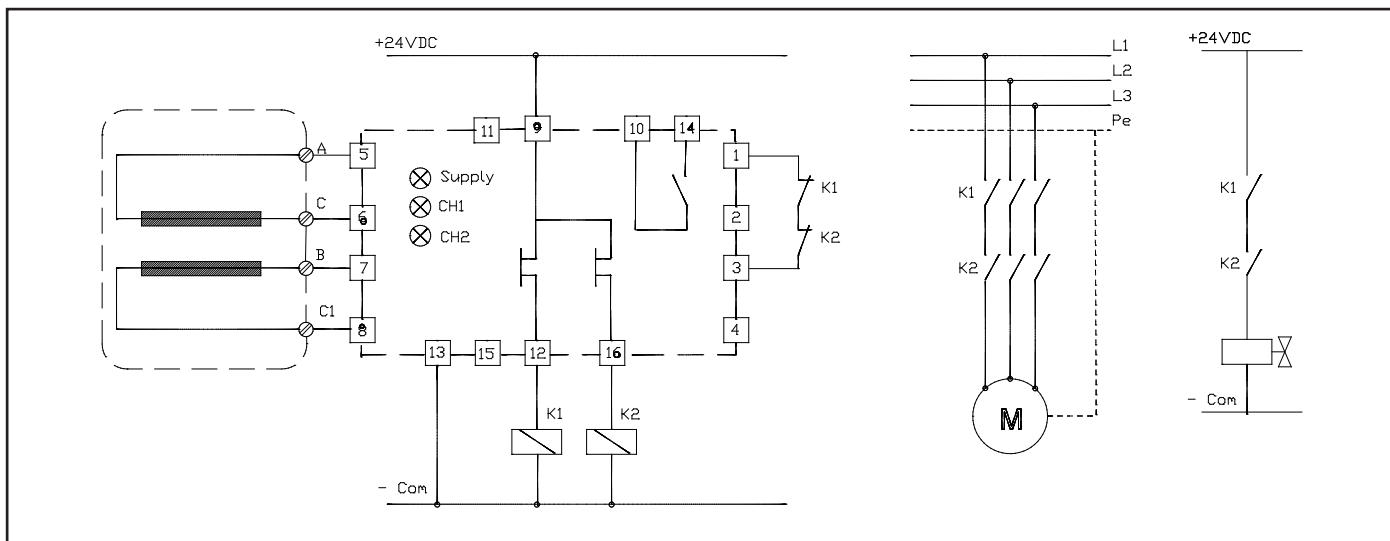 +24VDC
11
9
10
14
A
5
C
6
B
7
C1
8
Supply
CH1
CH2
1
2
3
4
K1
K2
13
15
12
16
K1
K2
- Com
L1
L2
L3
Pe
K1
K2
M
+24VDC
K1
K2
- Com